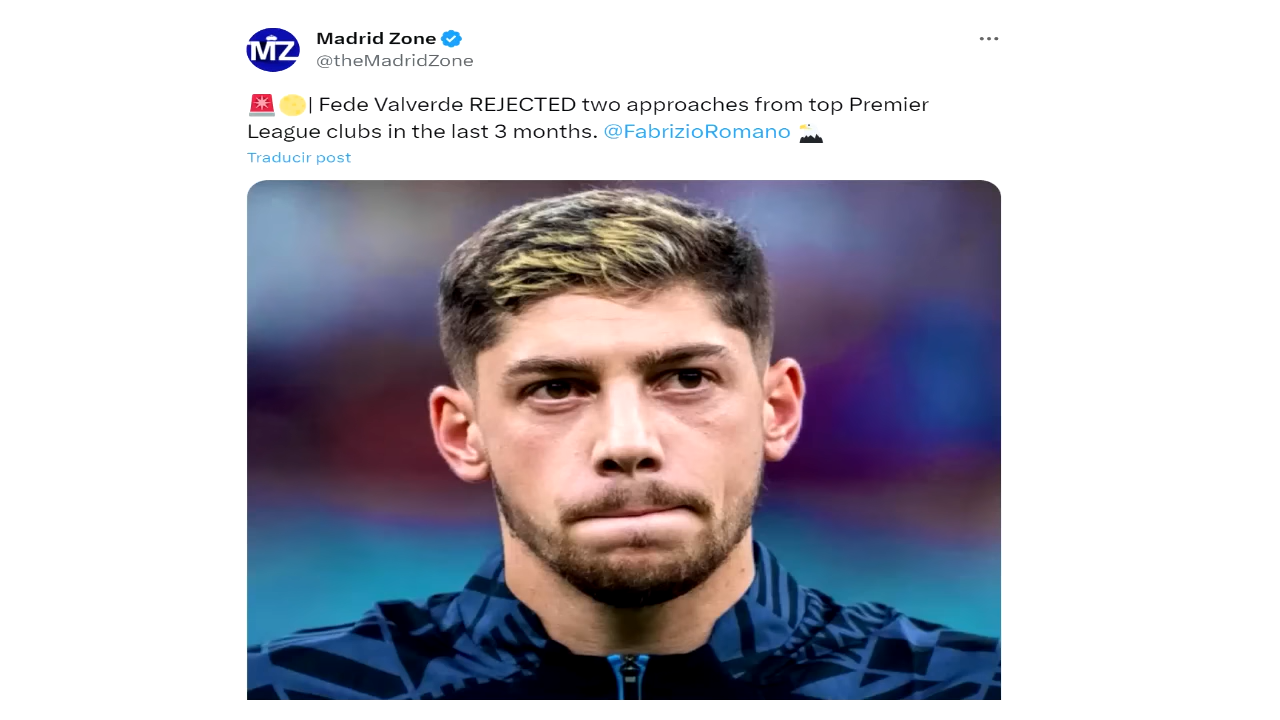 MZ
Madrid Zone
@theMadridZone
🚨🌕| Fede Valverde REJECTED two approaches from top Premier
League clubs in the last 3 months. @FabrizioRomano 🏔️
Traducir post